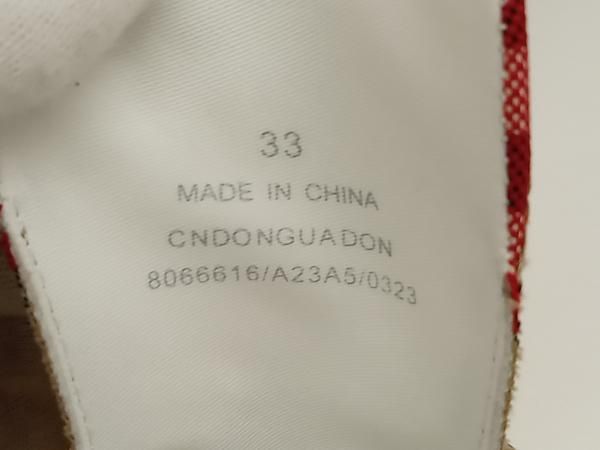 33
MADE IN CHINA
CNDONGUADON
8066616/A23A5/0323